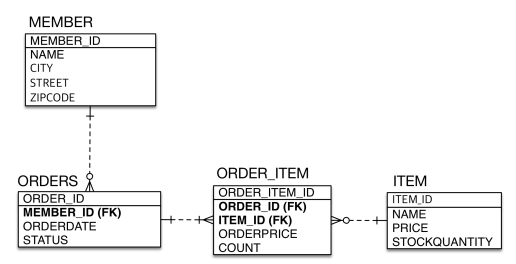 MEMBER
MEMBER_ID
NAME
CITY
STREET
ZIPCODE
ORDERS
ORDER_ID
MEMBER_ID (FK)
ORDERDATE
STATUS
ORDER_ITEM
ORDER_ITEM_ID
ORDER_ID (FK)
ITEM_ID (FK)
ORDERPRICE
COUNT
ITEM
ITEM_ID
NAME
PRICE
STOCKQUANTITY